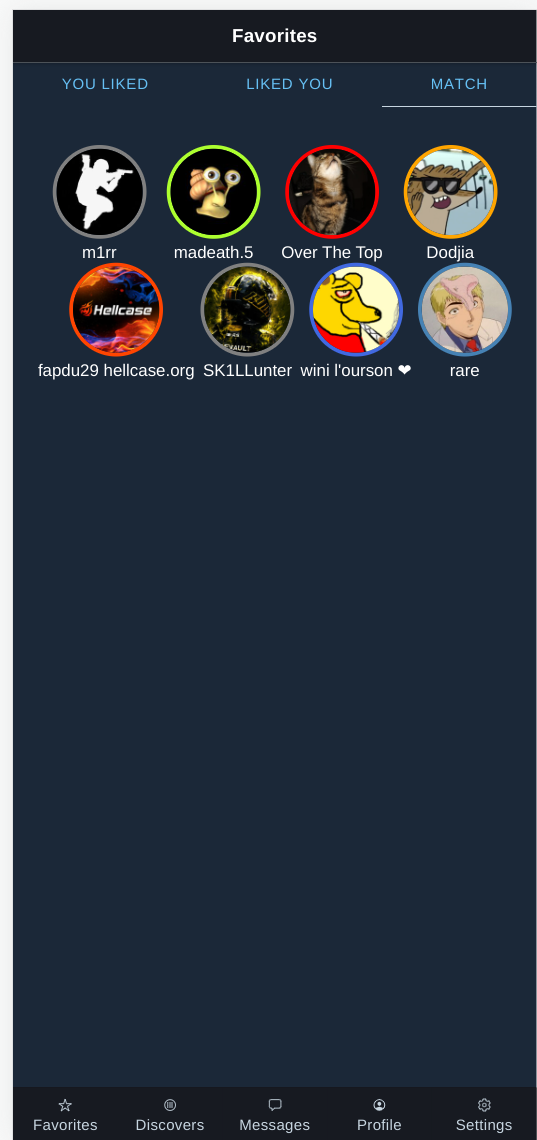 Favorites
YOU LIKED LIKED YOU MATCH
m1rr madeath.5 Over The Top Dodjia
Hellcase
fapdu29 hellcase.org SK1LLunter wini l'ourson ❤ rare
Favorites Discovers Messages Profile Settings